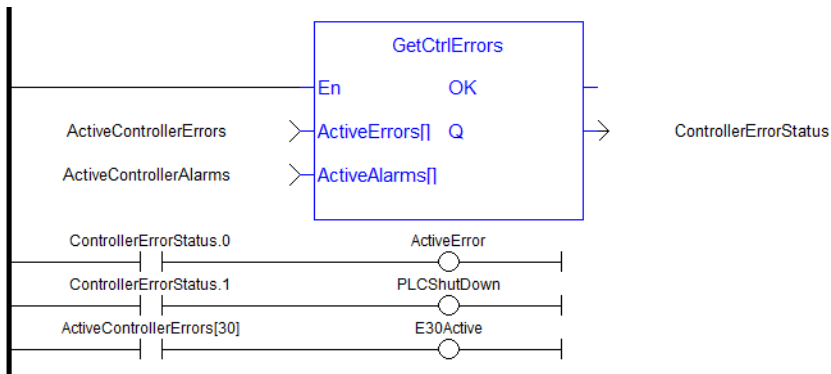 GetCtrlErrors
En OK
ActiveControllerErrors ActiveErrors[] Q ControllerErrorStatus
ActiveControllerAlarms ActiveAlarms[]
ControllerErrorStatus.0 ActiveError
ControllerErrorStatus.1 PLCShutDown
ActiveControllerErrors[30] E30Active